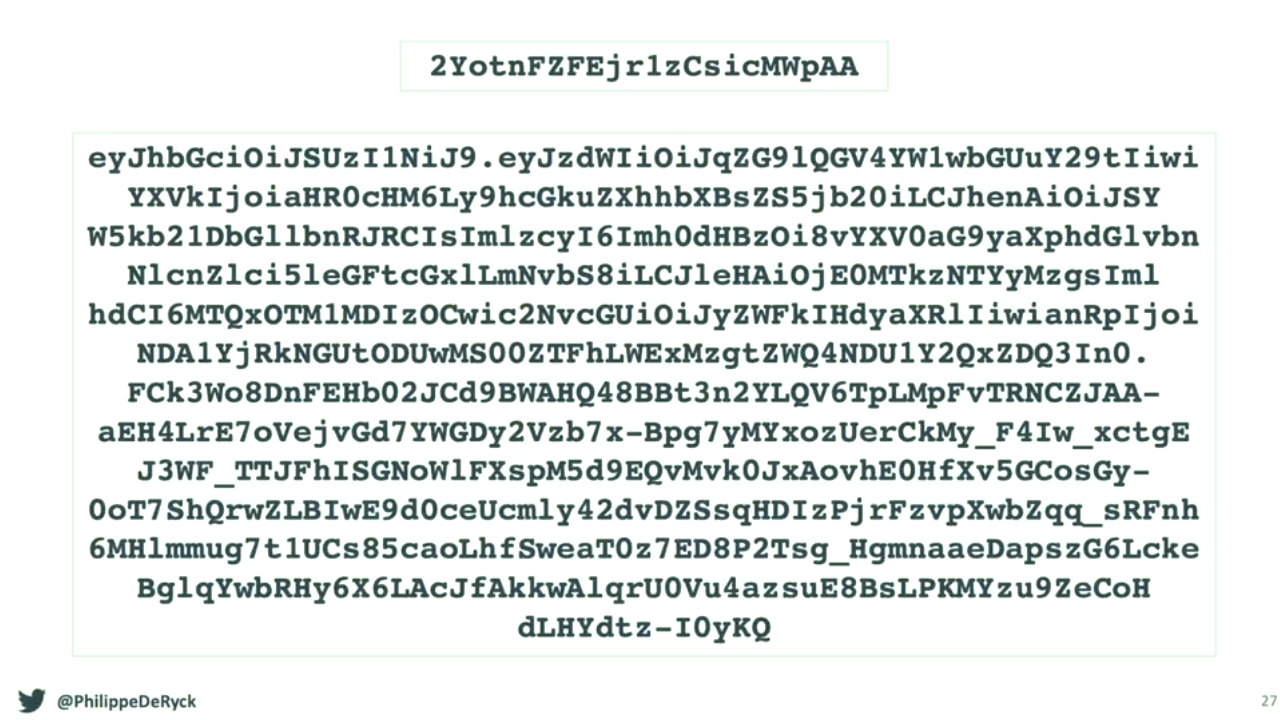 2YotnFZFEjr1zCsicMWpAA
eyJhbGciOiJSUzI1NiJ9.eyJzdWIiOiJqZG9lQGV4YW1wbGUuY29tIiwi
YXVkIjoiaHR0cHM6Ly9hcGkuZXhhbXBsZS5jb20iLCJhenAiOiJSY
W5kb21DbGllbnRJRCIsImlzcyI6Imh0dHBzOi8vYXV0aG9yaXphdGlvbn
NlcnZlci5leGFtcGxlLmNvbS8iLCJleHAiOjE0MTkzNTYyMzgsIml
hdCI6MTQxOTM1MDIzOCwic2NvcGUiOiJyZWFkIHdyaXRlIiwianRpIjoi
NDA1YjRkNGUtODUwMS00ZTFhLWExMzgtZWQ4NDU1Y2QxZDQ3In0.
FCk3Wo8DnFEHb02JCd9BWAHQ48BBt3n2YLQV6TpLMpFvTRNCZJAA-
aEH4LrE7oVejvGd7YWGDy2Vzb7x-Bpg7yMYxozUerCkMy_F4Iw_xctgE
J3WF_TTJFhISGNoWlFXspM5d9EQvMvk0JxAovhE0HfXv5GCosGy-
0oT7ShQrwZLBIwE9d0ceUcmly42dvDZSsqHDIzPjrFzvpXwbZqq_sRFnh
6MHlmmug7t1UCs85caoLhfSweaT0z7ED8P2Tsg_HgmnaaeDapszG6Lcke
BglqYwbRHy6X6LAcJfAkkwAlqrU0Vu4azsuE8BsLPKMYzu9ZeCoH
dLHYdtz-I0yKQ
@PhilippeDeRyck
27